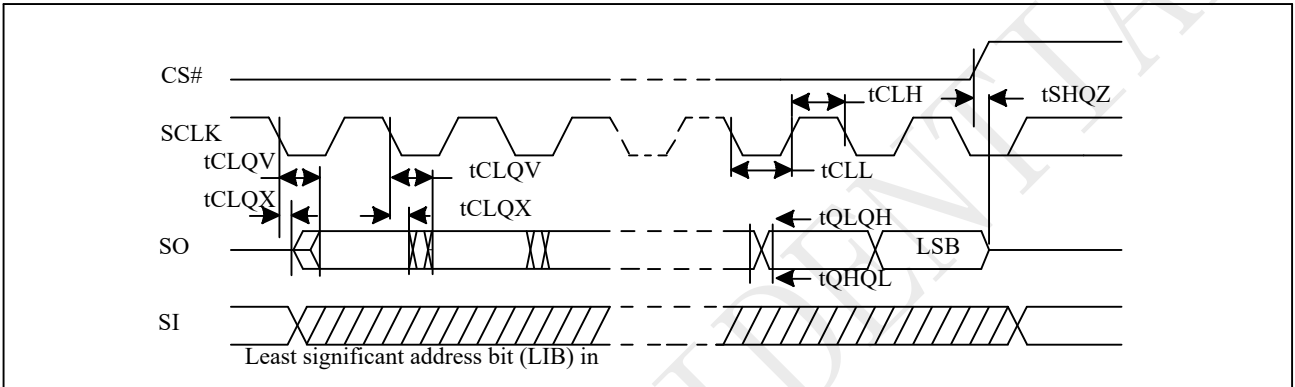 CS#
tCLH
tSHQZ
SCLK
tCLQV
tCLQV
tCLL
tCLQX
tCLQX
tQLQH
SO
LSB
tQHQL
SI
Least significant address bit (LIB) in